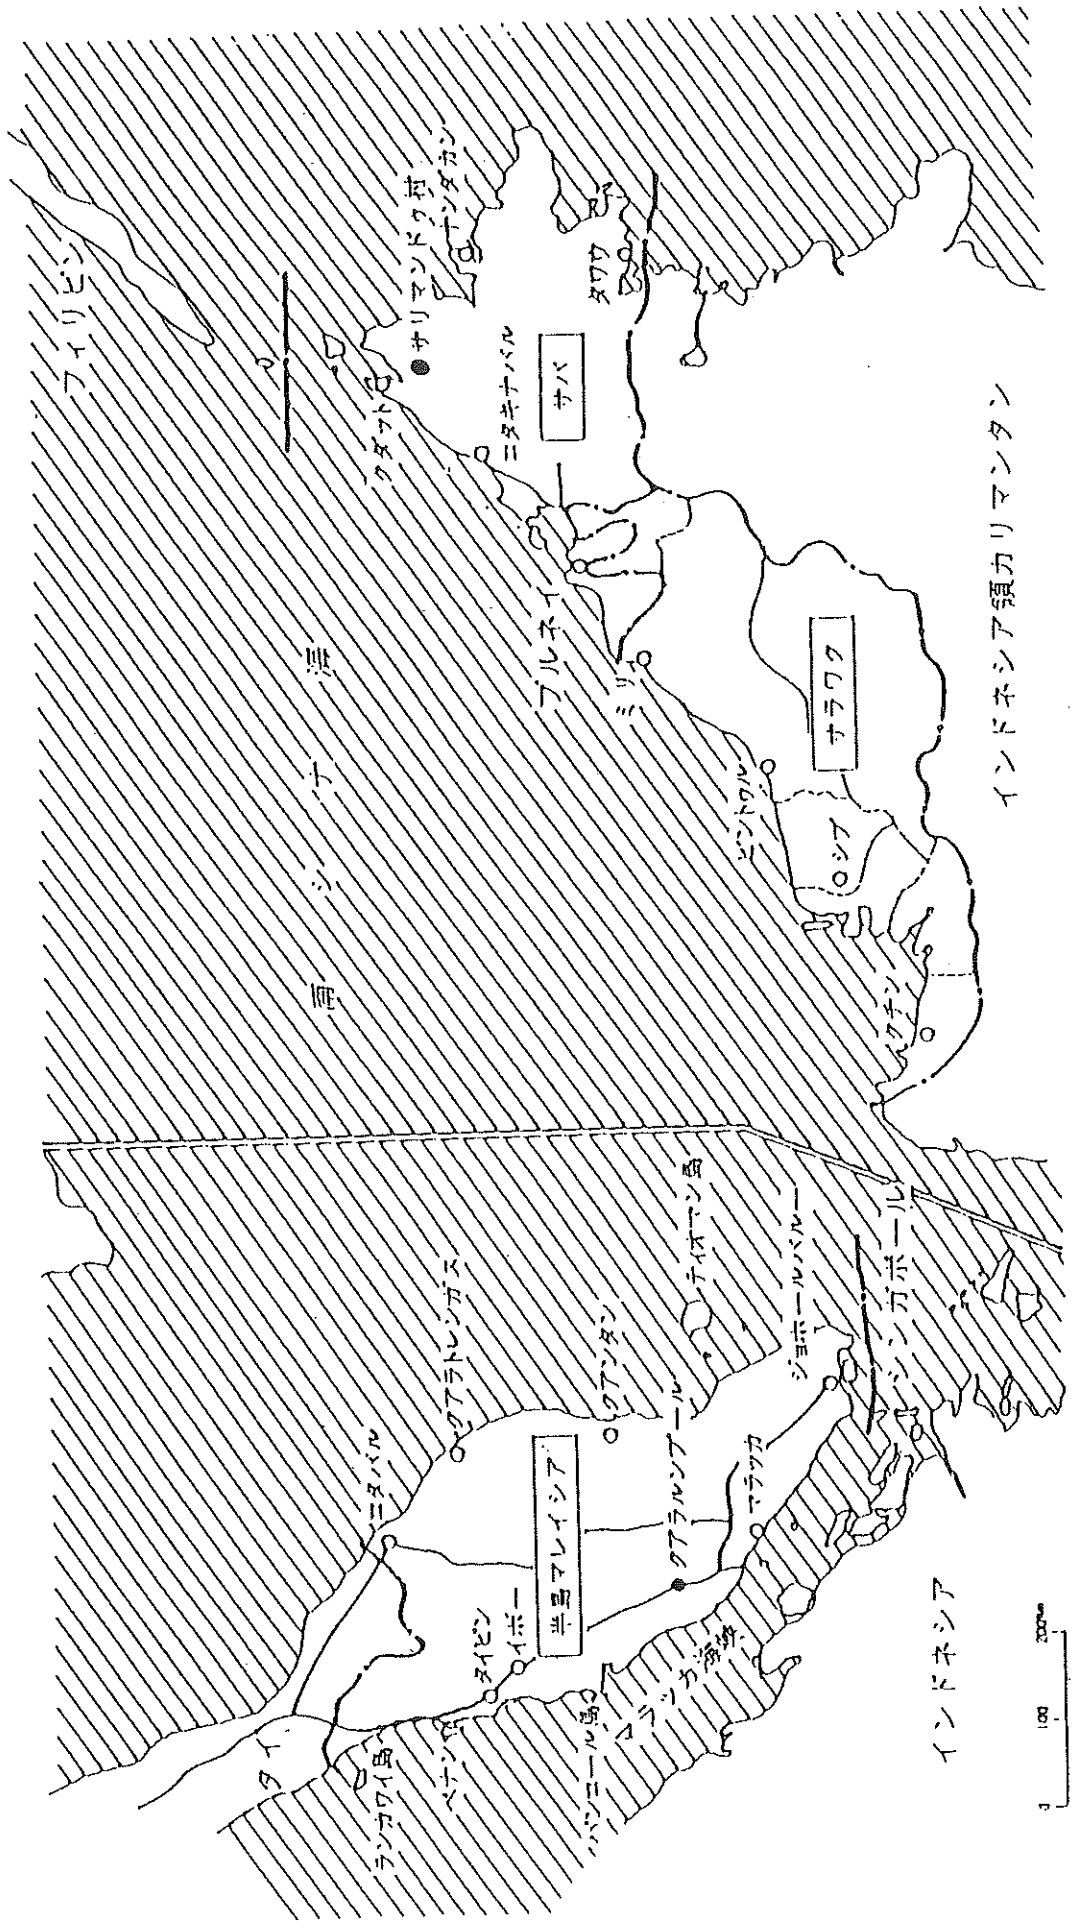 フィリピン
サリマンドゥ村
サンダカン
クダット
コタキナバル
サバ
タワウ
ブルネイ
ミリ
南シナ海
ビントゥル
サラワク
シブ
クチン
インドネシア領カリマンタン
タイ
コタバル
クアラトレンガヌ
クアンタン
ティオマン島
ランカウイ島
ペナン
タイピン
イポー
半島マレイシア
クアラルンプール
マラッカ
ジョホールバルー
シンガポール
パンコール島
マラッカ海峡
インドネシア
0 100 200km